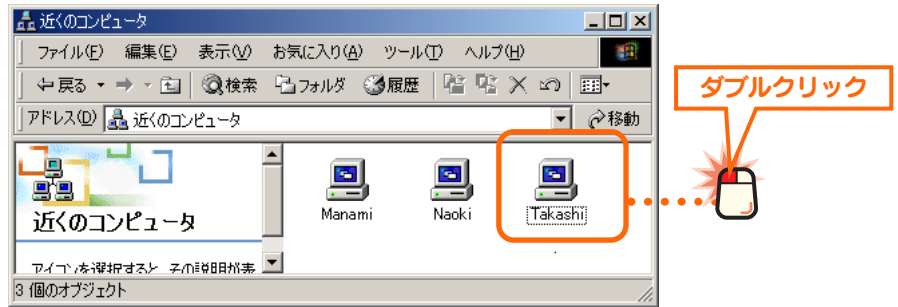 近くのコンピュータ
ファイル(F) 編集(E) 表示(V) お気に入り(A) ツール(T) ヘルプ(H)
戻る 検索 フォルダ 履歴
アドレス(D) 近くのコンピュータ 移動
ダブルクリック
近くのコンピュータ
Manami Naoki Takashi
アイコンを選択すると、その説明が表
3 個のオブジェクト